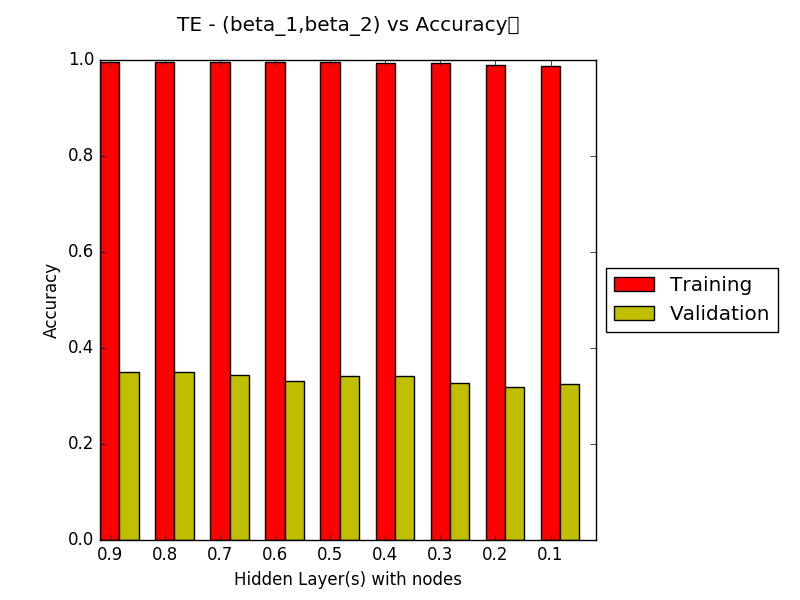 TE - (beta_1,beta_2) vs Accuracy
1.0
0.8
0.6
0.4
0.2
0.0
Accuracy
0.9 0.8 0.7 0.6 0.5 0.4 0.3 0.2 0.1
Hidden Layer(s) with nodes
Training
Validation